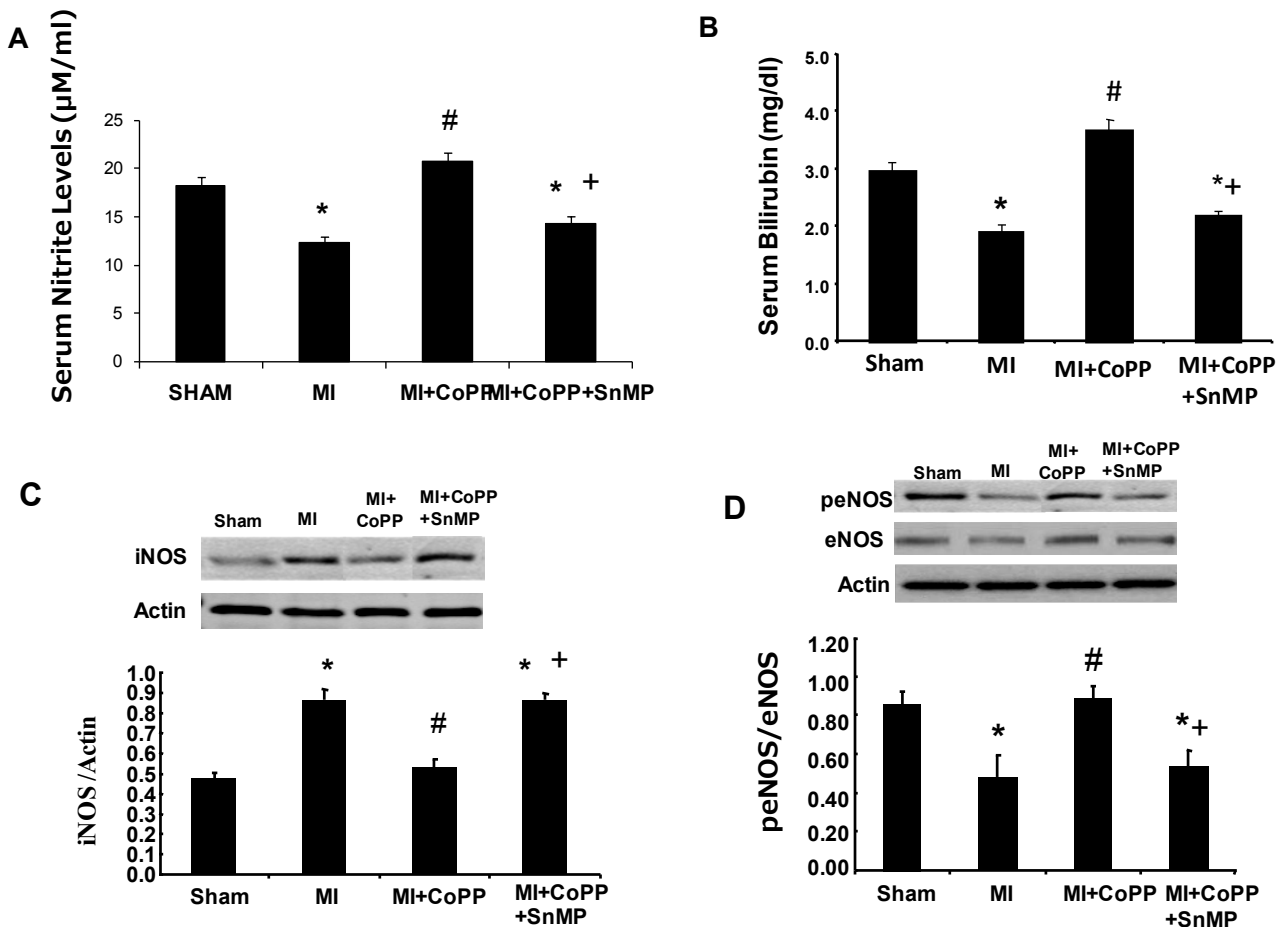 A
Serum Nitrite Levels (µM/ml)
25
20
15
10
5
0
*
#
* +
SHAM MI MI+CoPP MI+CoPP+SnMP
B
Serum Bilirubin (mg/dl)
5.0
4.0
3.0
2.0
1.0
0.0
*
#
*+
Sham MI MI+CoPP MI+CoPP
+SnMP
C
Sham MI MI+
CoPP MI+CoPP
+SnMP
iNOS
Actin
iNOS/Actin
1.0
0.9
0.8
0.7
0.6
0.5
0.4
0.3
0.2
0.1
0.0
*
#
* +
Sham MI MI+CoPP MI+CoPP
+SnMP
D
Sham MI MI+
CoPP MI+CoPP
+SnMP
peNOS
eNOS
Actin
peNOS/eNOS
1.20
1.00
0.80
0.60
0.40
0.20
0.00
*
#
*+
Sham MI MI+CoPP MI+CoPP
+SnMP